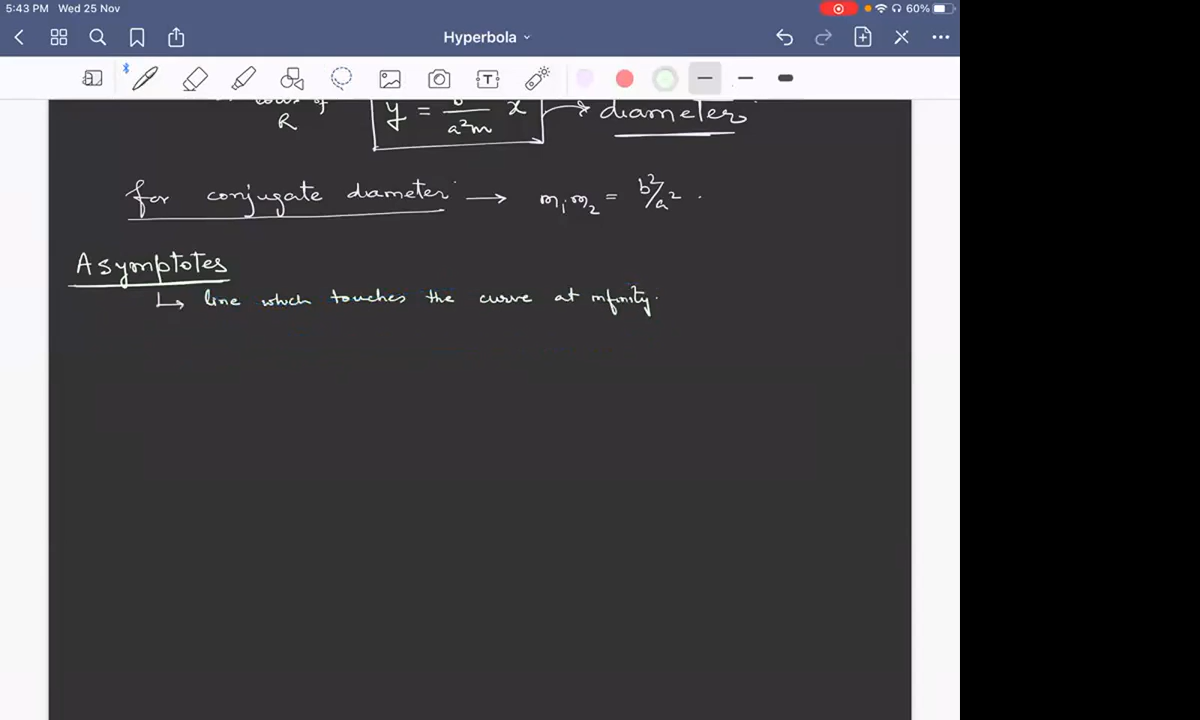 5:43 PM Wed 25 Nov
60%
Hyperbola
T
of
R
y = b/a²m x → diameter
for conjugate diameter → m₁m₂ = b²/a².
Asymptotes
↳ line which touches the curve at infinity.